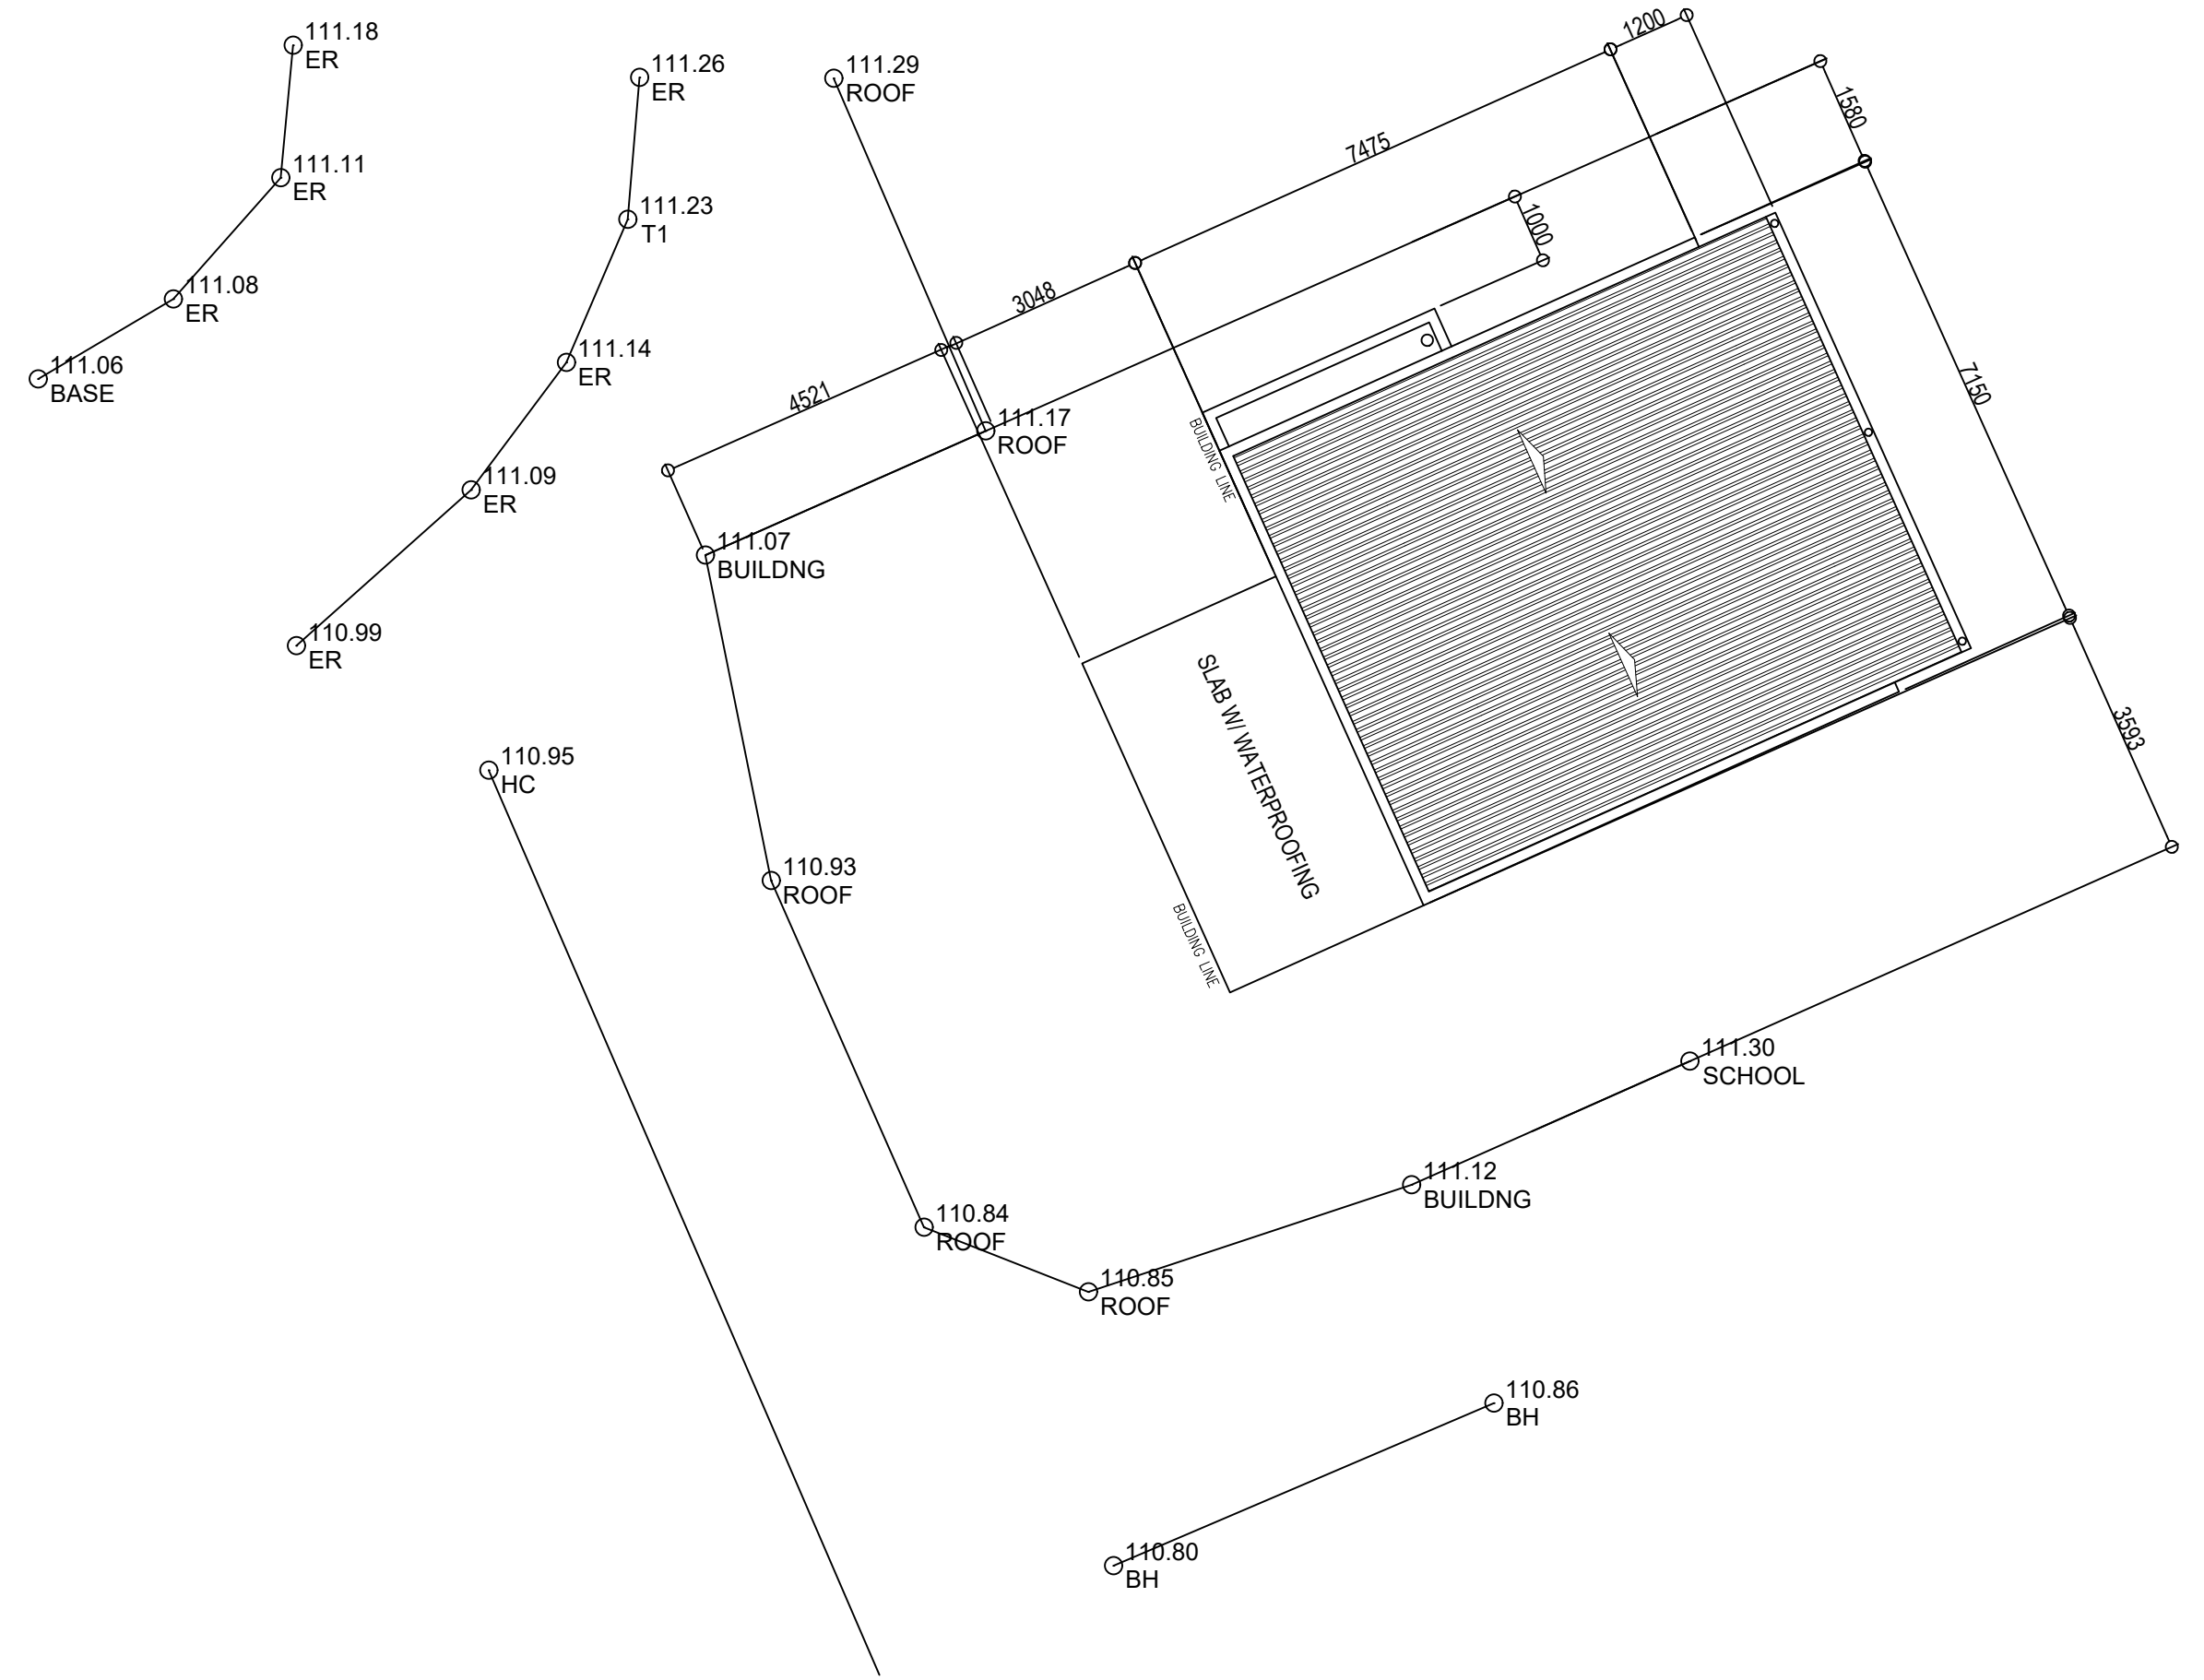 111.18
ER
111.26
ER
111.29
ROOF
1200
1580
7475
111.11
ER
111.23
T1
1000
111.08
ER
3048
111.06
BASE
111.14
ER
4521
7150
111.17
ROOF
BUILDING LINE
111.09
ER
111.07
BUILDNG
110.99
ER
SLAB W/ WATERPROOFING
3593
110.95
HC
110.93
ROOF
BUILDING LINE
111.30
SCHOOL
111.12
BUILDNG
110.84
ROOF
110.85
ROOF
110.86
BH
110.80
BH